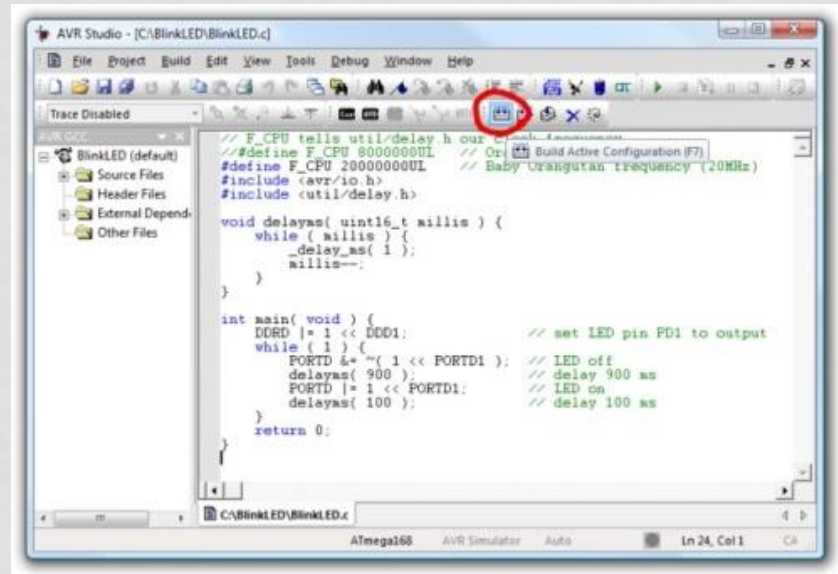 AVR Studio - [C:\BlinkLED\BlinkLED.c]
File Project Build Edit View Tools Debug Window Help
Trace Disabled
AVR GCC
BlinkLED (default)
Source Files
Header Files
External Depend
Other Files
// F_CPU tells util/delay.h our clock frequency
//#define F_CPU 8000000UL // Or
Build Active Configuration (F7)
#define F_CPU 20000000UL // Baby Orangutan frequency (20MHz)
#include <avr/io.h>
#include <util/delay.h>
void delayms( uint16_t millis ) {
while ( millis ) {
_delay_ms( 1 );
millis--;
}
}
int main( void ) {
DDRD |= 1 << DDD1; // set LED pin PD1 to output
while ( 1 ) {
PORTD &= ~( 1 << PORTD1 ); // LED off
delayms( 900 ); // delay 900 ms
PORTD |= 1 << PORTD1; // LED on
delayms( 100 ); // delay 100 ms
}
return 0;
}
C:\BlinkLED\BlinkLED.c
ATmega168 AVR Simulator Auto Ln 24, Col 1 CA